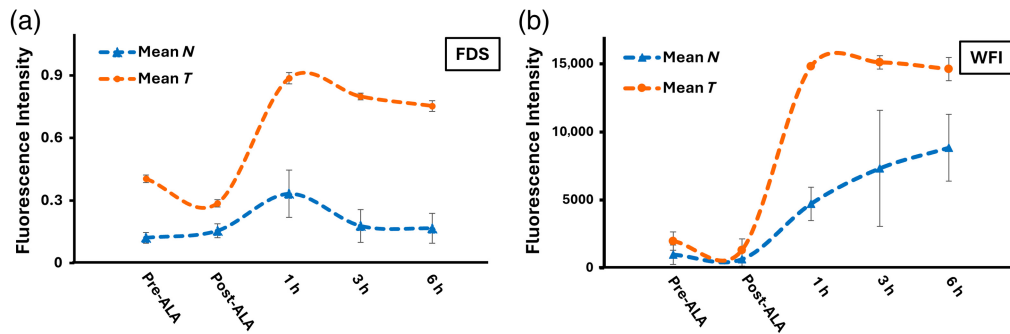 (a)
Fluorescence Intensity
0.9
0.6
0.3
0
Mean N
Mean T
FDS
Pre-ALA
Post-ALA
1 h
3 h
6 h
(b)
Fluorescence Intensity
15,000
10,000
5000
0
Mean N
Mean T
WFI
Pre-ALA
Post-ALA
1 h
3 h
6 h